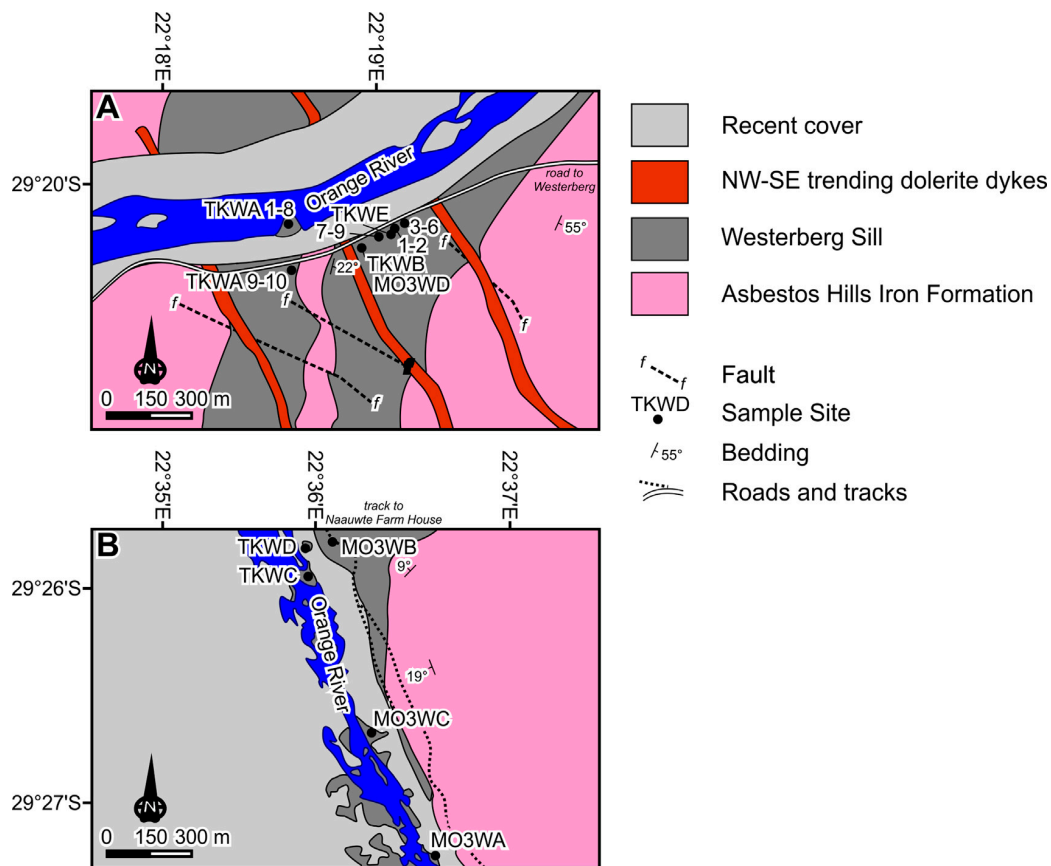 22°18'E
22°19'E
A
29°20'S
Orange River
road to
Westerberg
TKWA 1-8
TKWE
7-9
3-6
1-2
f
55°
TKWB
22°
MO3WD
TKWA 9-10
f
f
f
f
N
0 150 300 m
Recent cover
NW-SE trending dolerite dykes
Westerberg Sill
Asbestos Hills Iron Formation
f
f
Fault
TKWD
Sample Site
55°
Bedding
Roads and tracks
22°35'E
22°36'E
22°37'E
track to
Naauwte Farm House
B
TKWD
MO3WB
9°
TKWC
29°26'S
Orange River
19°
MO3WC
29°27'S
N
0 150 300 m
MO3WA